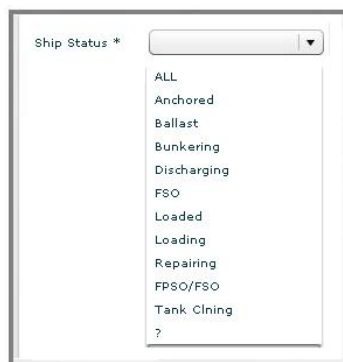 Ship Status *
ALL
Anchored
Ballast
Bunkering
Discharging
FSO
Loaded
Loading
Repairing
FPSO/FSO
Tank Clning
?